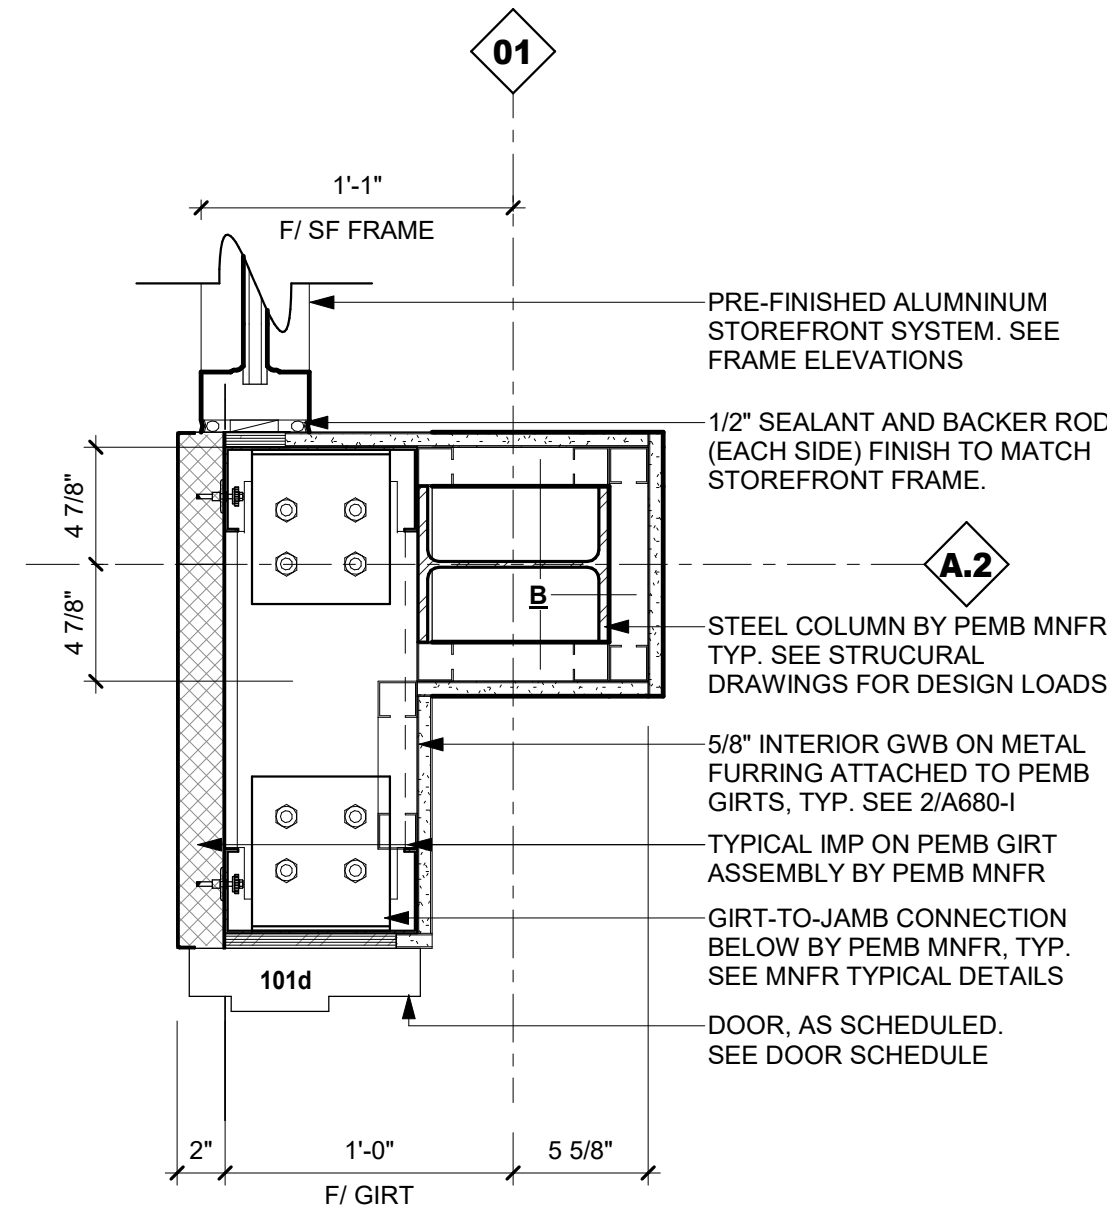 01
1'-1"
F/ SF FRAME
PRE-FINISHED ALUMNINUM
STOREFRONT SYSTEM. SEE
FRAME ELEVATIONS
1/2" SEALANT AND BACKER ROD
(EACH SIDE) FINISH TO MATCH
STOREFRONT FRAME.
4 7/8"
4 7/8"
A.2
B
STEEL COLUMN BY PEMB MNFR
TYP. SEE STRUCURAL
DRAWINGS FOR DESIGN LOADS
5/8" INTERIOR GWB ON METAL
FURRING ATTACHED TO PEMB
GIRTS, TYP. SEE 2/A680-I
TYPICAL IMP ON PEMB GIRT
ASSEMBLY BY PEMB MNFR
GIRT-TO-JAMB CONNECTION
BELOW BY PEMB MNFR, TYP.
SEE MNFR TYPICAL DETAILS
101d
DOOR, AS SCHEDULED.
SEE DOOR SCHEDULE
2"
1'-0"
5 5/8"
F/ GIRT